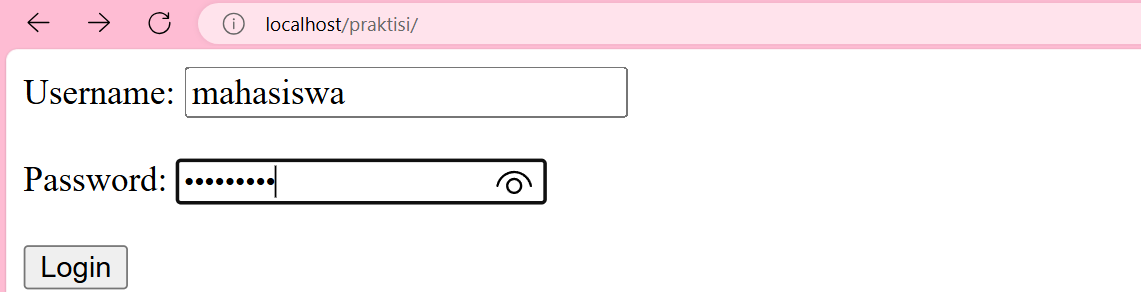 localhost/praktisi/
Username: mahasiswa
Password: •••••••••
Login